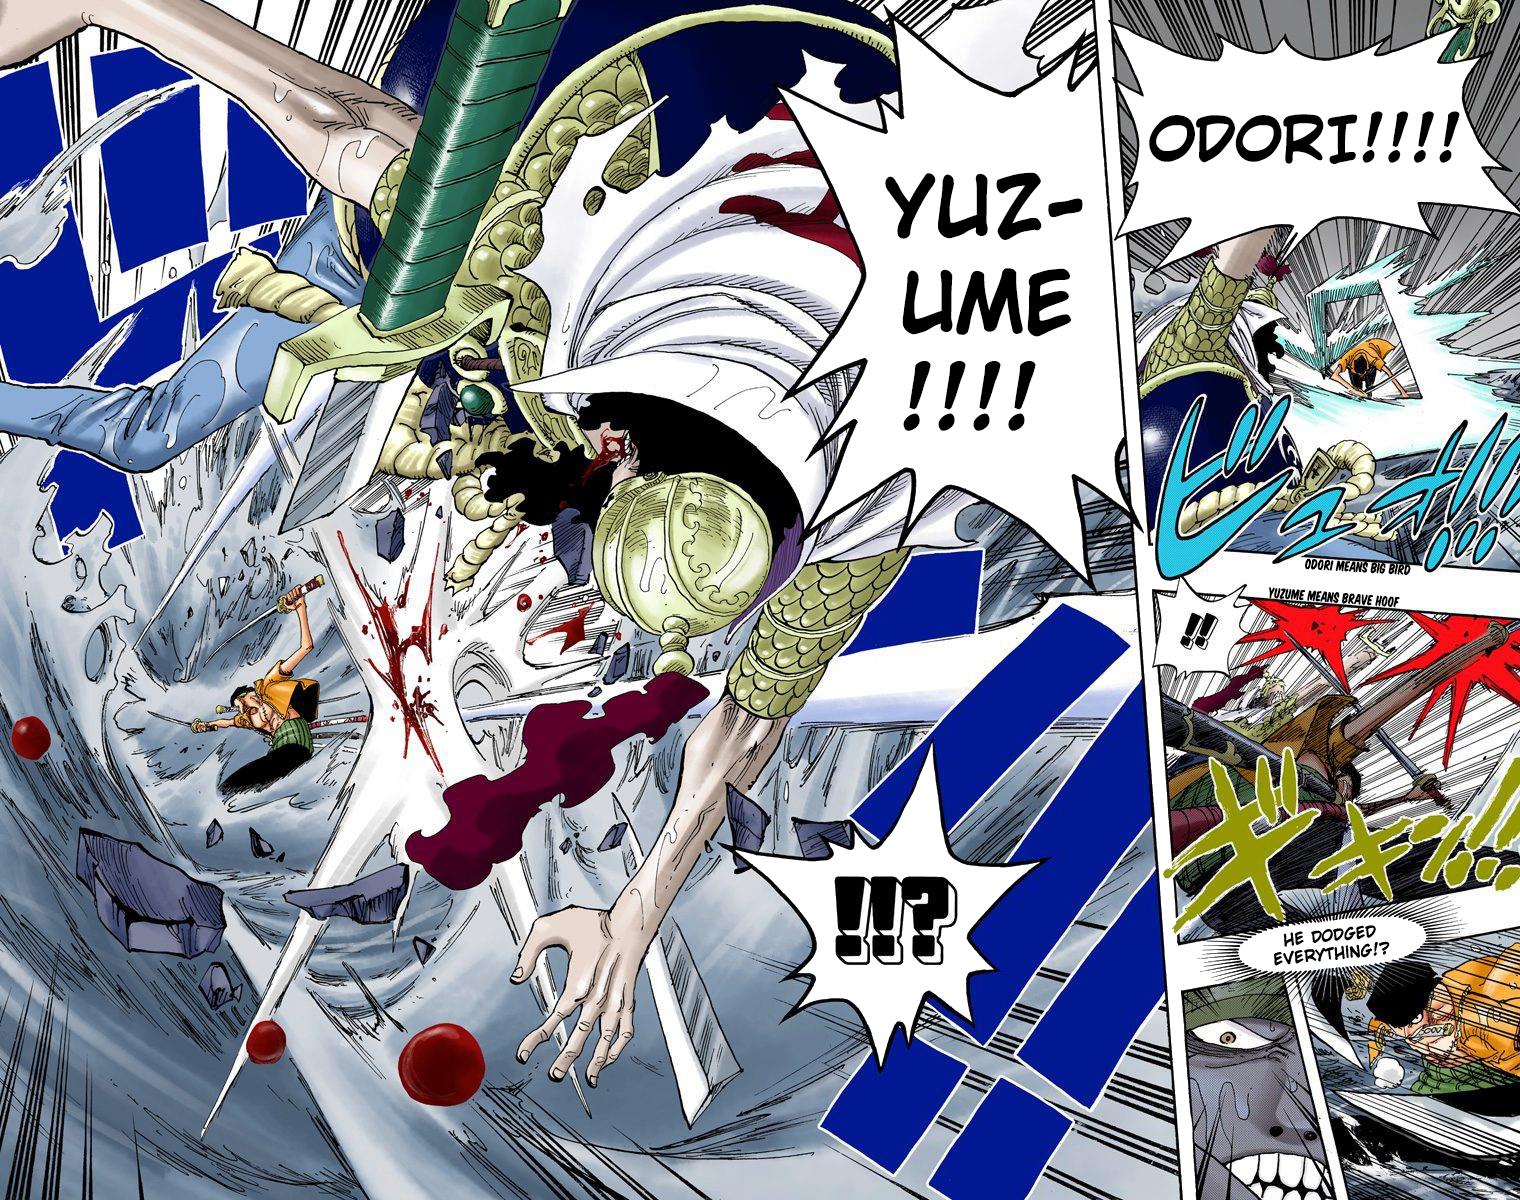 ODORI!!!!
ビュオ!!!
ODORI MEANS BIG BIRD
YUZUME MEANS BRAVE HOOF
!!
ギキン!!!
HE DODGED
EVERYTHING!?
YUZ-
UME
!!!!
!!?